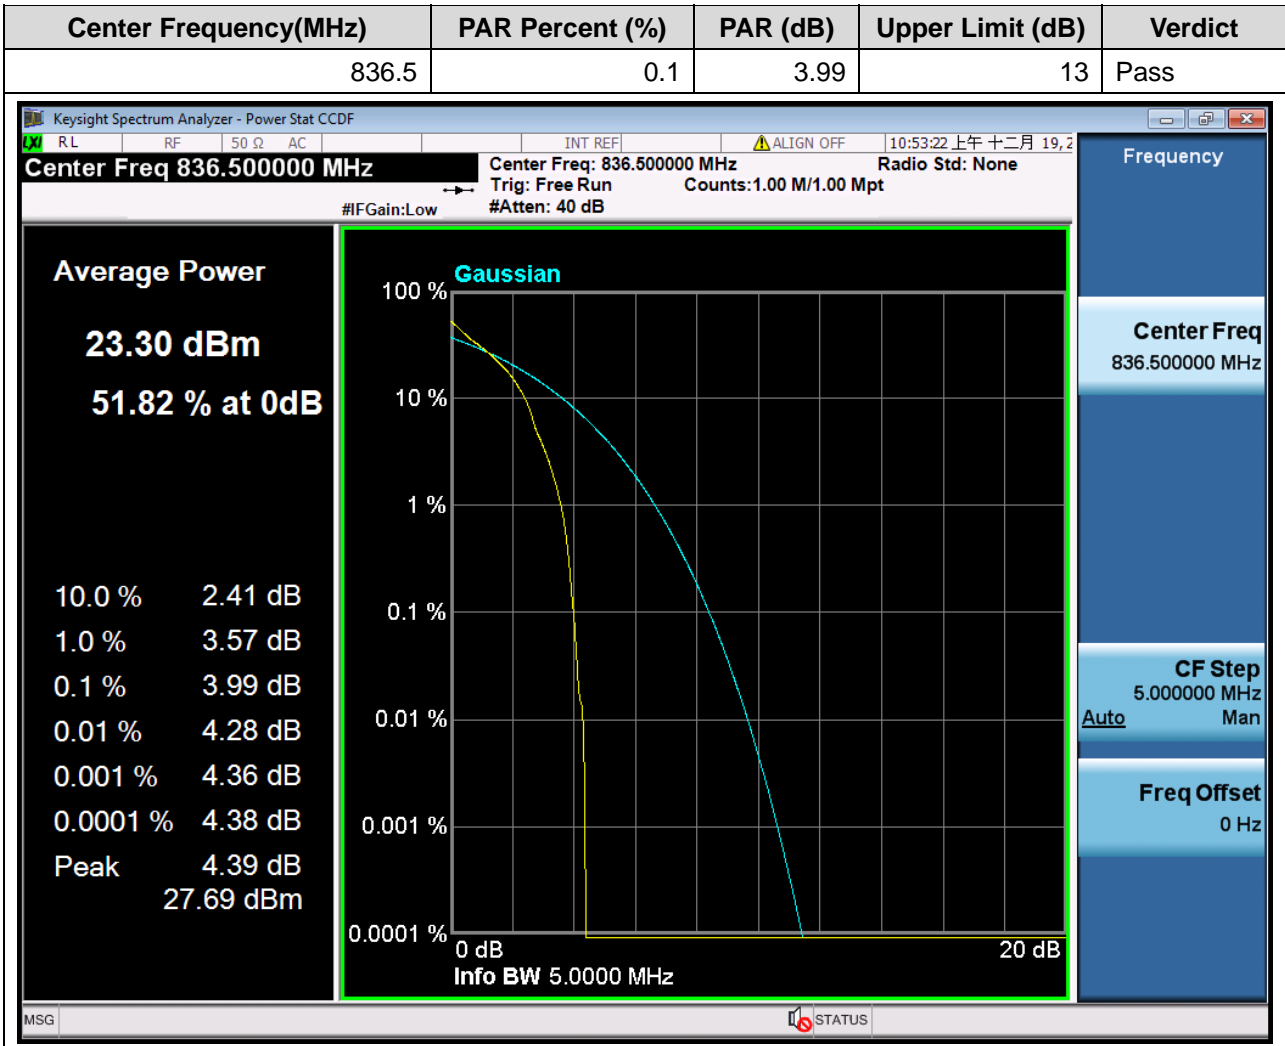 Center Frequency(MHz) PAR Percent (%) PAR (dB) Upper Limit (dB) Verdict
836.5 0.1 3.99 13 Pass
Keysight Spectrum Analyzer - Power Stat CCDF
LXI RL RF 50 Ω AC INT REF ALIGN OFF 10:53:22 上午 十二月 19, 2
Center Freq 836.500000 MHz
Center Freq: 836.500000 MHz Radio Std: None
Trig: Free Run Counts:1.00 M/1.00 Mpt
#IFGain:Low #Atten: 40 dB
Average Power
23.30 dBm
51.82 % at 0dB
10.0 % 2.41 dB
1.0 % 3.57 dB
0.1 % 3.99 dB
0.01 % 4.28 dB
0.001 % 4.36 dB
0.0001 % 4.38 dB
Peak 4.39 dB
27.69 dBm
Gaussian
100 %
10 %
1 %
0.1 %
0.01 %
0.001 %
0.0001 %
0 dB 20 dB
Info BW 5.0000 MHz
Frequency
Center Freq
836.500000 MHz
CF Step
5.000000 MHz
Auto Man
Freq Offset
0 Hz
MSG STATUS